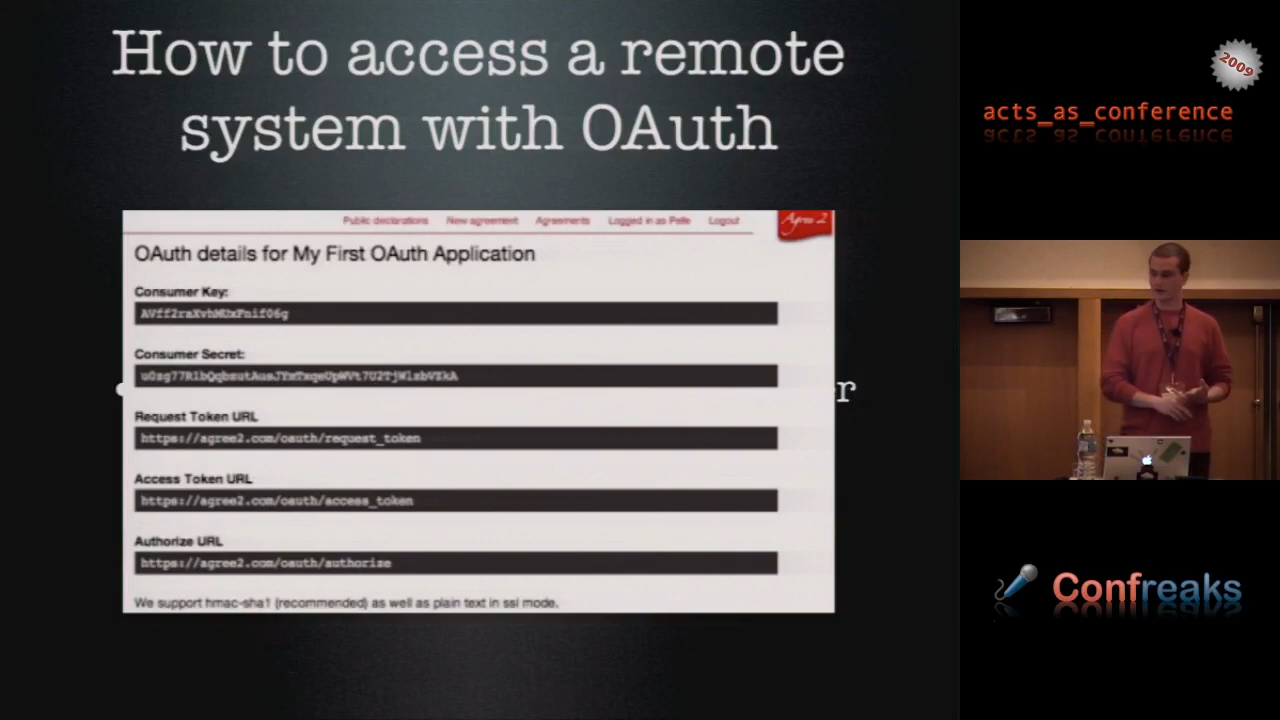 How to access a remote
system with OAuth
Public declarations New agreement Agreements Logged in as Pelle Logout
Agree 2
OAuth details for My First OAuth Application
Consumer Key:
Consumer Secret:
Request Token URL
https://agree2.com/oauth/request_token
Access Token URL
https://agree2.com/oauth/access_token
Authorize URL
https://agree2.com/oauth/authorize
We support hmac-sha1 (recommended) as well as plain text in ssl mode.
r
2009
acts_as_conference
Confreaks